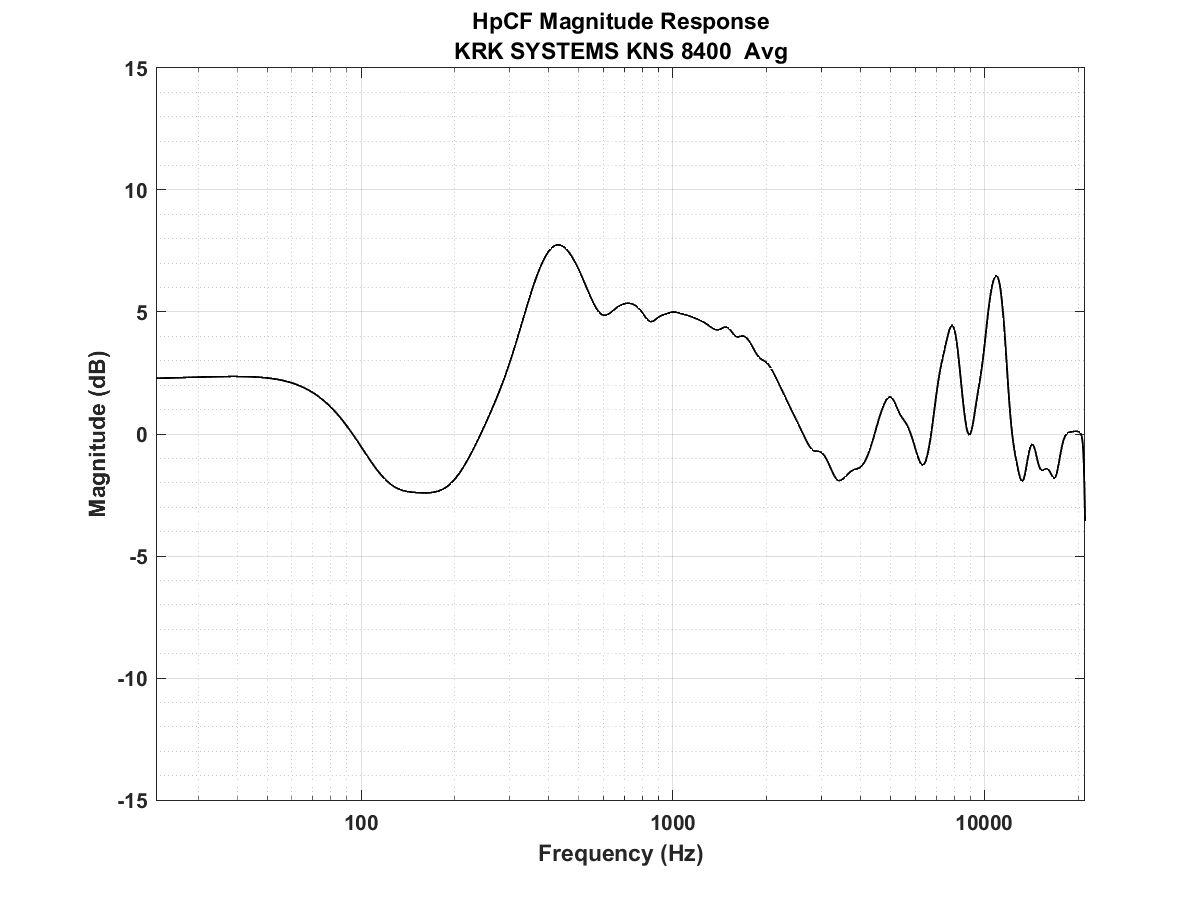 HpCF Magnitude Response
KRK SYSTEMS KNS 8400 Avg
15
10
5
0
-5
-10
-15
Magnitude (dB)
100 1000 10000
Frequency (Hz)